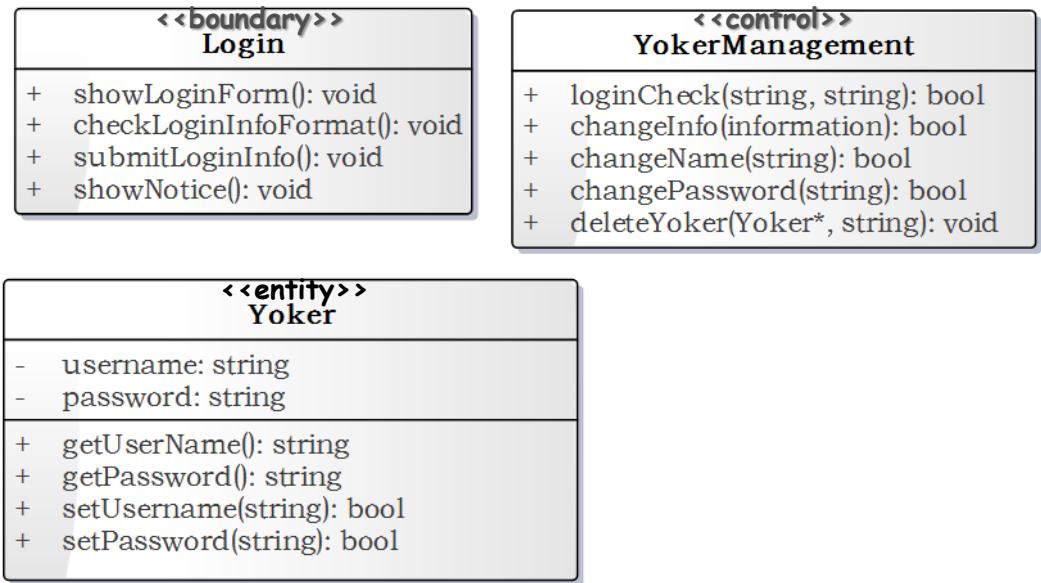 <<boundary>>
Login
+ showLoginForm(): void
+ checkLoginInfoFormat(): void
+ submitLoginInfo(): void
+ showNotice(): void
<<control>>
YokerManagement
+ loginCheck(string, string): bool
+ changeInfo(information): bool
+ changeName(string): bool
+ changePassword(string): bool
+ deleteYoker(Yoker*, string): void
<<entity>>
Yoker
- username: string
- password: string
+ getUserName(): string
+ getPassword(): string
+ setUsername(string): bool
+ setPassword(string): bool